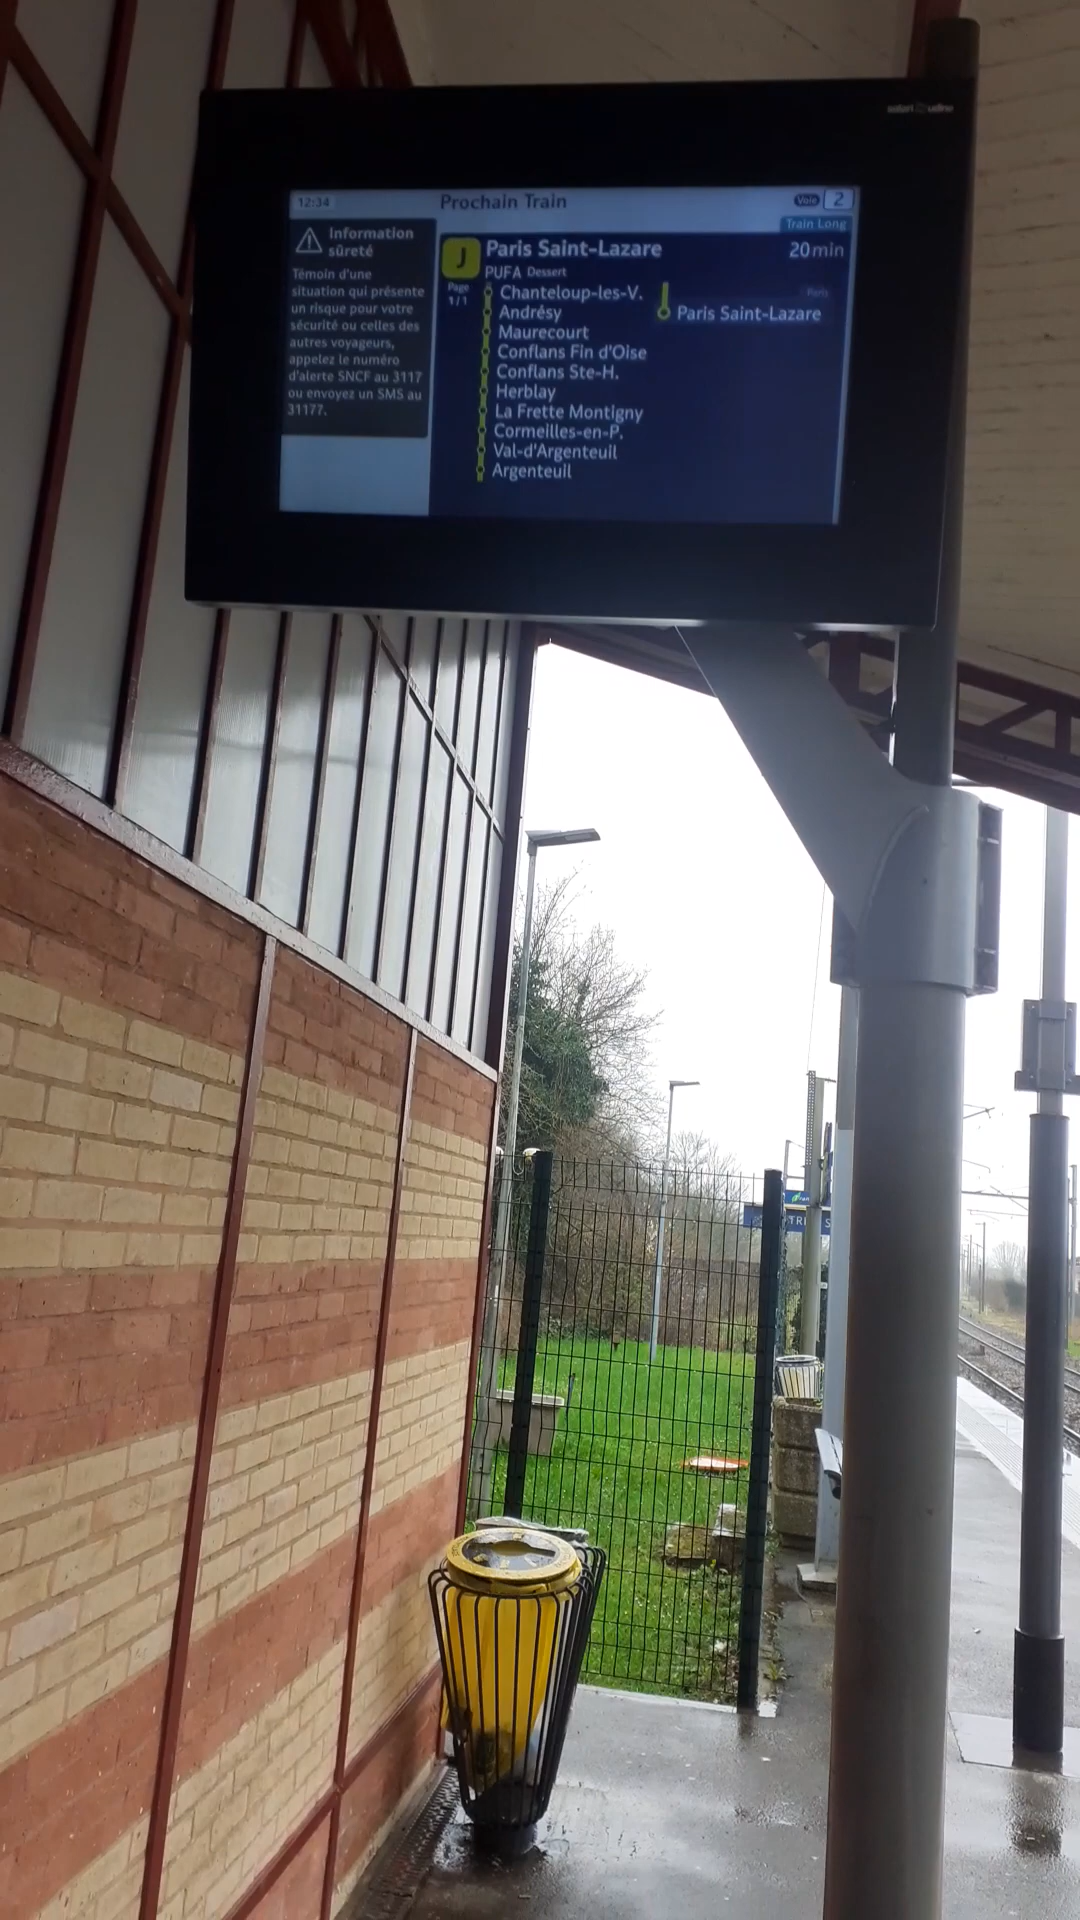 12:34
Prochain Train
Voie 2
Train Long
Information
sûreté
Témoin d'une
situation qui présente
un risque pour votre
sécurité ou celles des
autres voyageurs,
appelez le numéro
d'alerte SNCF au 3117
ou envoyez un SMS au
31177.
J
Paris Saint-Lazare
20 min
PUFA Dessert
Page
1/1
Chanteloup-les-V.
Andrésy
Maurecourt
Conflans Fin d'Oise
Conflans Ste-H.
Herblay
La Frette Montigny
Cormeilles-en-P.
Val-d'Argenteuil
Argenteuil
Paris
Paris Saint-Lazare